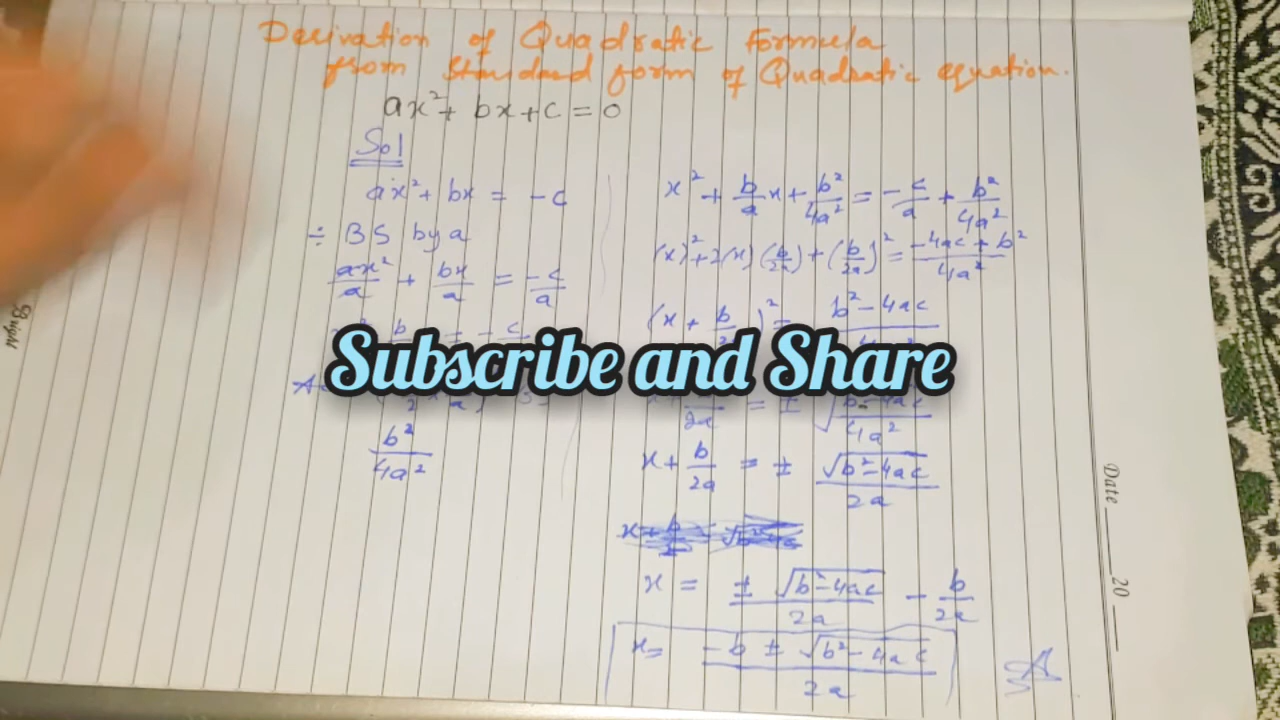 Derivation of Quadratic Formula
from Standard form of Quadratic equation.
ax² + bx + c = 0
Sol
ax² + bx = -c
÷ BS by a
ax²/a + bx/a = -c/a
b²/4a²
x² + b/a x + b²/4a² = -c/a + b²/4a²
(x)² + 2(x)(b/2a) + (b/2a)² = -4ac + b²/4a²
(x + b )² = b² - 4ac
Subscribe and Share
2a = ± √b² - 4ac/4a²
x + b/2a = ± √b² - 4ac/2a
x = ± √b² - 4ac/2a - b/2a
x = -b ± √b² - 4ac/2a
Date 20